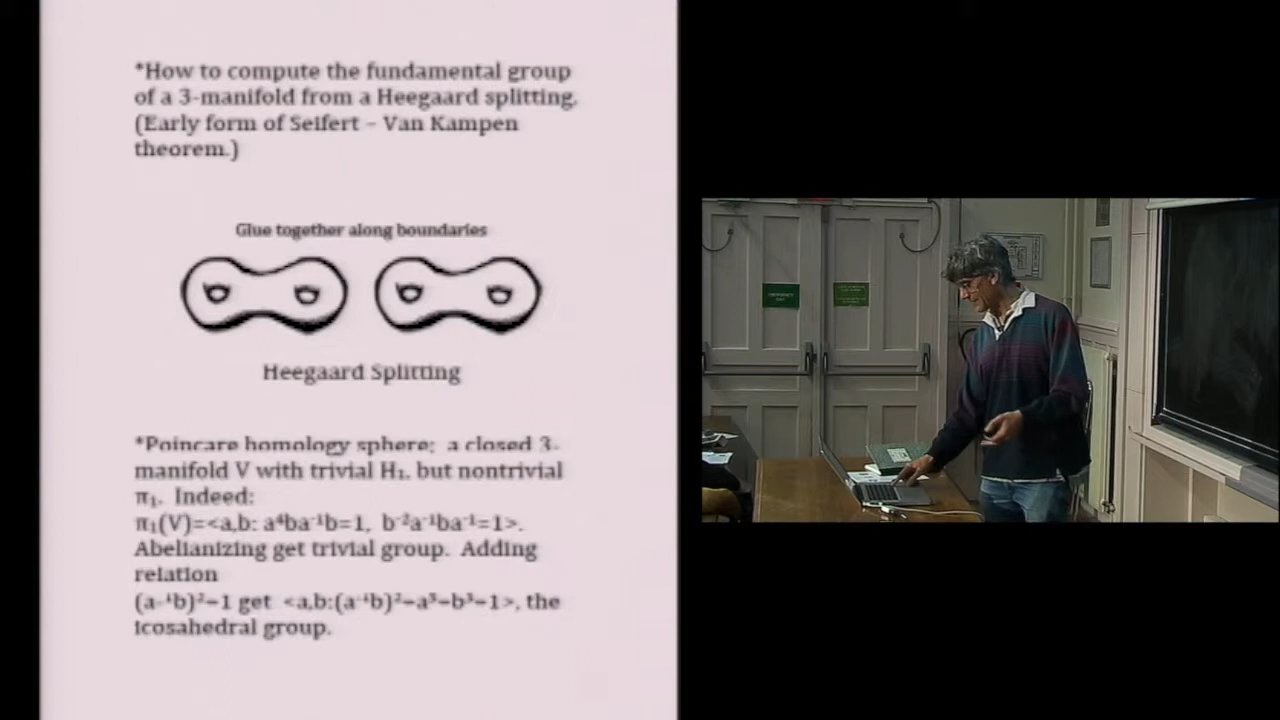 *How to compute the fundamental group
of a 3-manifold from a Heegaard splitting.
(Early form of Seifert – Van Kampen
theorem.)
Glue together along boundaries
Heegaard Splitting
*Poincare homology sphere: a closed 3-
manifold V with trivial H₁, but nontrivial
π₁. Indeed:
π₁(V)=<a,b: a⁴ba⁻¹b=1, b⁻²a⁻¹ba⁻¹=1>.
Abelianizing get trivial group. Adding
relation
(a⁻¹b)²=1 get <a,b:(a⁻¹b)²=a⁵=b³=1>, the
icosahedral group.